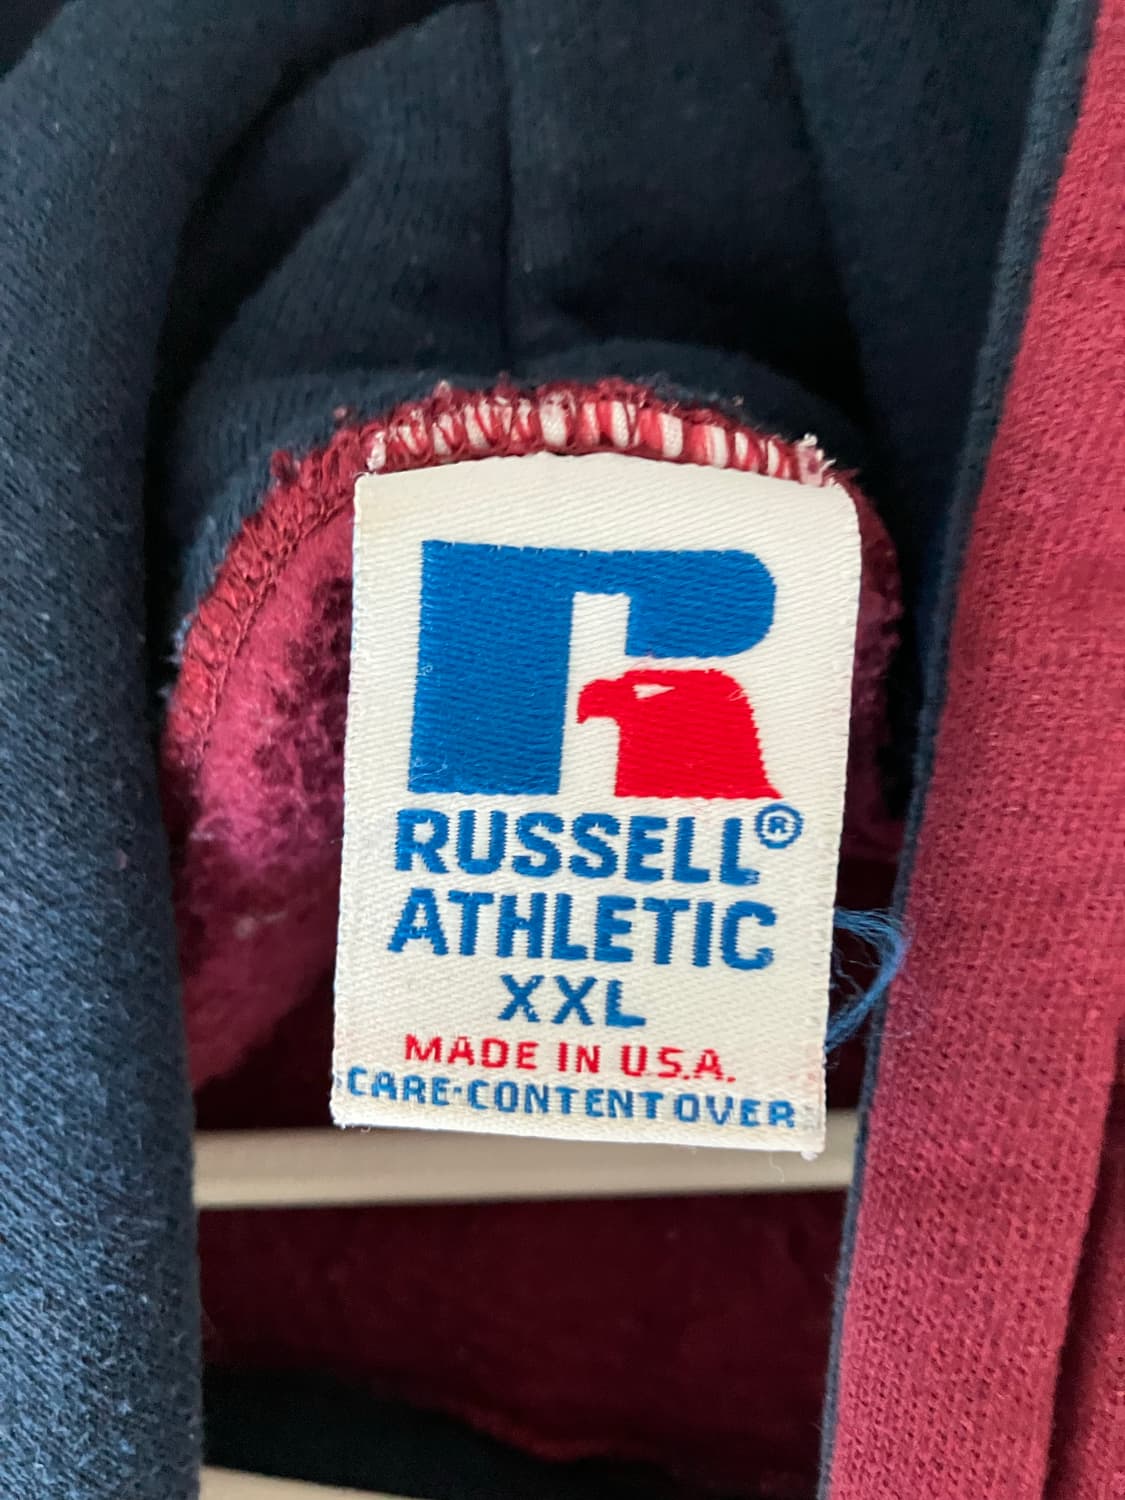 RUSSELL®
ATHLETIC
XXL
MADE IN U.S.A.
CARE·CONTENT OVER